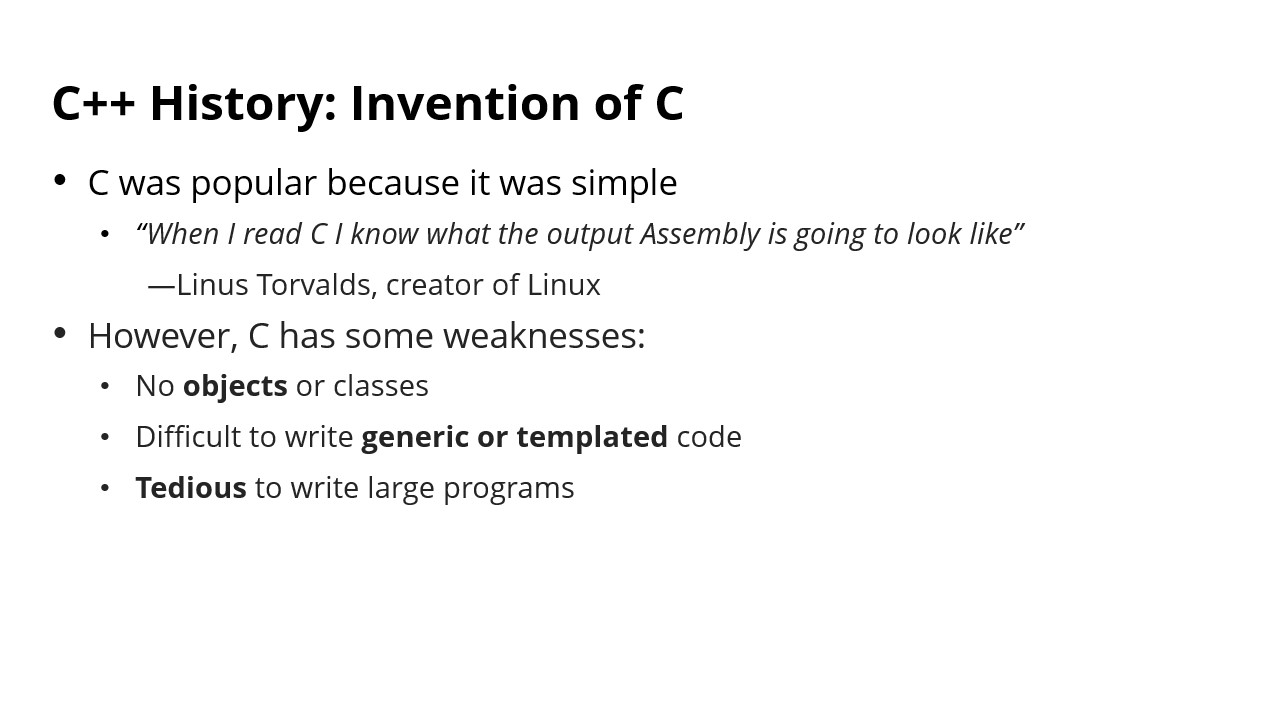 C++ History: Invention of C
• C was popular because it was simple
• “When I read C I know what the output Assembly is going to look like”
—Linus Torvalds, creator of Linux
• However, C has some weaknesses:
• No objects or classes
• Difficult to write generic or templated code
• Tedious to write large programs